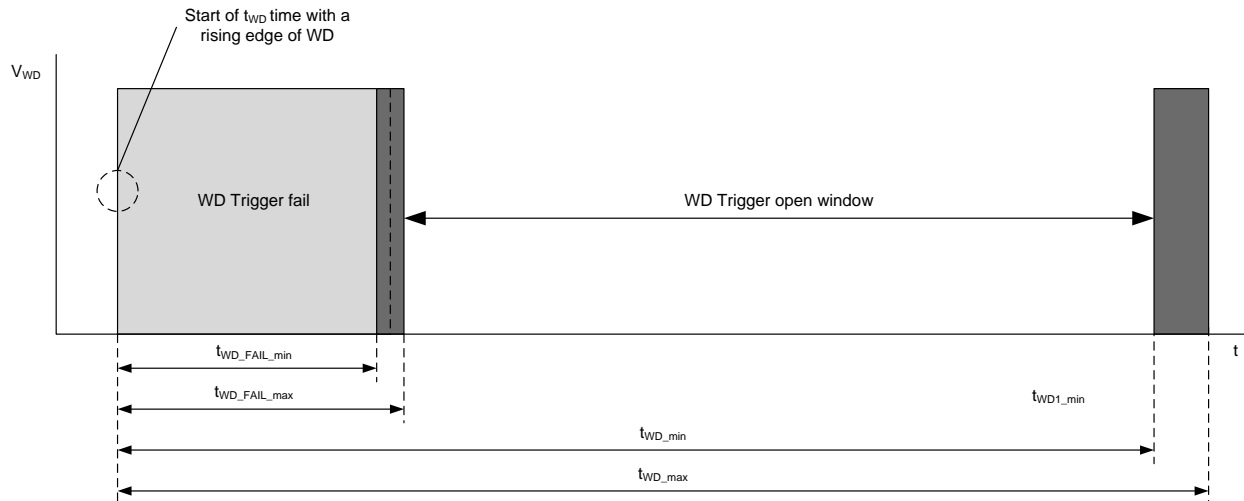 Start of tWD time with a
rising edge of WD
VWD
WD Trigger fail
WD Trigger open window
t
tWD_FAIL_min
tWD_FAIL_max
tWD1_min
tWD_min
tWD_max